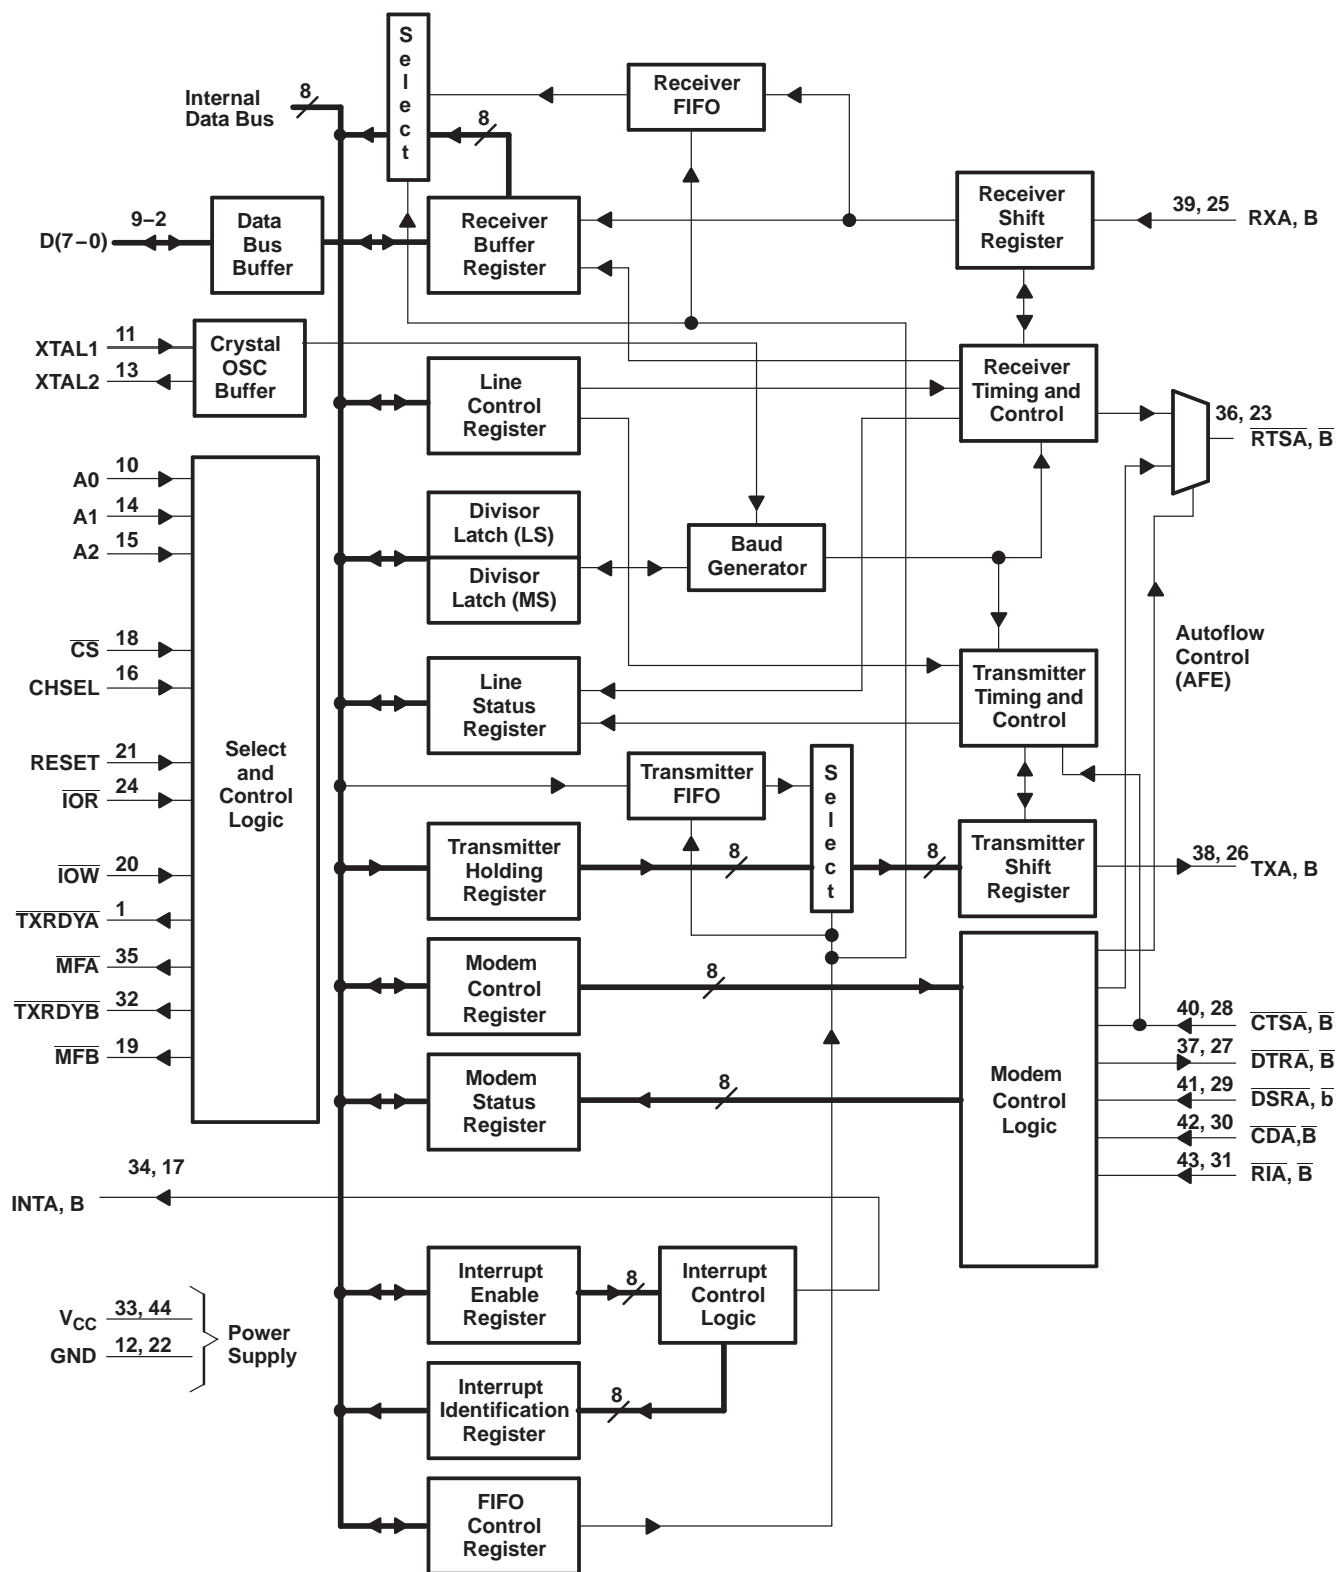 S
e
l
e
c
t
Internal
Data Bus
8
8
Receiver
FIFO
Receiver
Shift
Register
39, 25
RXA, B
D(7–0)
9–2
Data
Bus
Buffer
Receiver
Buffer
Register
XTAL1
11
XTAL2
13
Crystal
OSC
Buffer
Line
Control
Register
Receiver
Timing and
Control
36, 23
RTSA, B
A0
10
A1
14
A2
15
Divisor
Latch (LS)
Divisor
Latch (MS)
Baud
Generator
Autoflow
Control
(AFE)
CS
18
CHSEL
16
Line
Status
Register
Transmitter
Timing and
Control
RESET
21
IOR
24
Select
and
Control
Logic
Transmitter
FIFO
S
e
l
e
c
t
IOW
20
Transmitter
Holding
Register
8
8
Transmitter
Shift
Register
38, 26
TXA, B
TXRDYA
1
MFA
35
TXRDYB
32
MFB
19
Modem
Control
Register
8
Modem
Control
Logic
40, 28
CTSA, B
37, 27
DTRA, B
41, 29
DSRA, b
42, 30
CDA,B
43, 31
RIA, B
Modem
Status
Register
8
34, 17
INTA, B
Interrupt
Enable
Register
8
Interrupt
Control
Logic
VCC
33, 44
GND
12, 22
Power
Supply
Interrupt
Identification
Register
8
FIFO
Control
Register